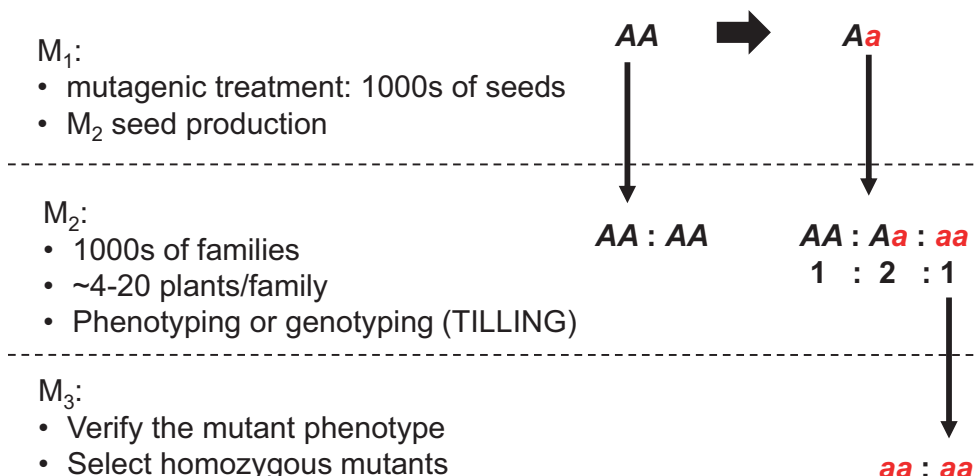 AA Aa
M₁:
• mutagenic treatment: 1000s of seeds
• M₂ seed production
M₂:
AA : AA AA : Aa : aa
• 1000s of families
1 : 2 : 1
• ~4-20 plants/family
• Phenotyping or genotyping (TILLING)
M₃:
• Verify the mutant phenotype
• Select homozygous mutants
aa : aa